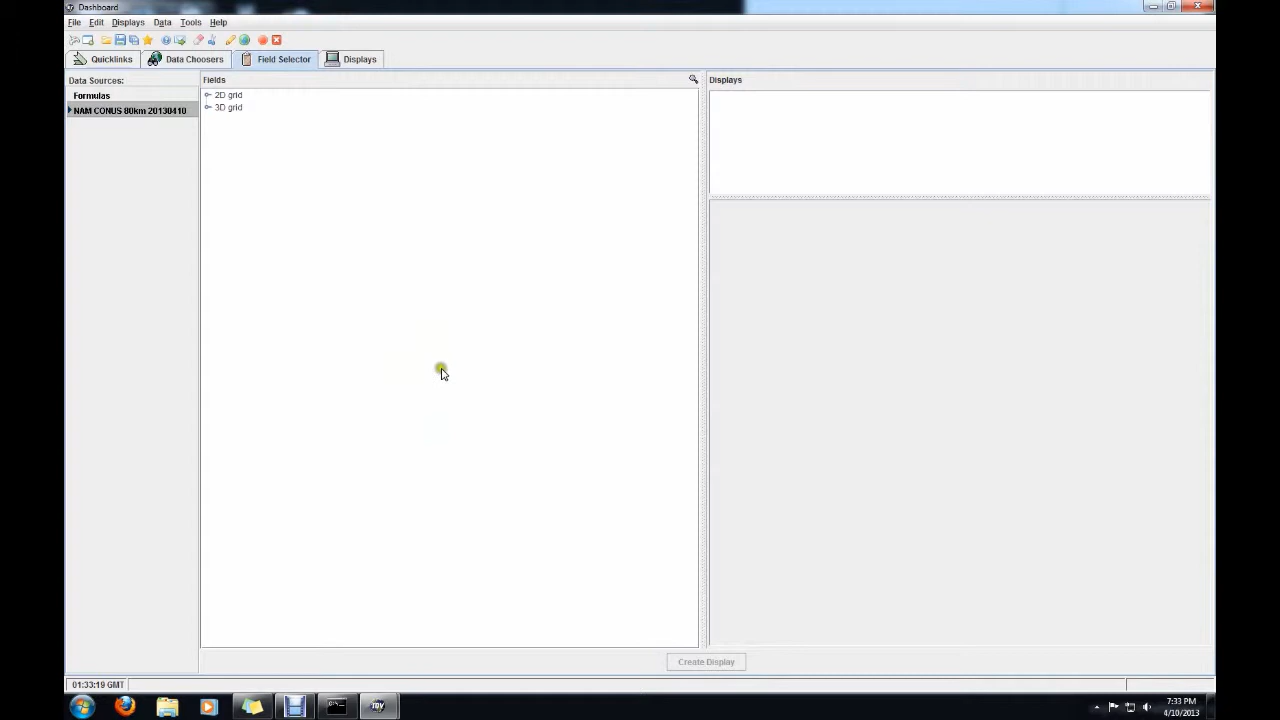 Dashboard
File Edit Displays Data Tools Help
Quicklinks Data Choosers Field Selector Displays
Data Sources: Fields Displays
Formulas
NAM CONUS 80km 20130410
2D grid
3D grid
Create Display
01:33:19 GMT
IDV
7:33 PM
4/10/2013